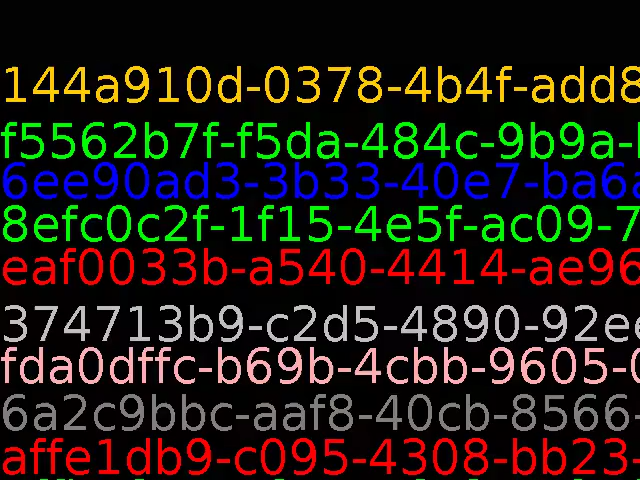 144a910d-0378-4b4f-add8
f5562b7f-f5da-484c-9b9a-
6ee90ad3-3b33-40e7-ba6a
8efc0c2f-1f15-4e5f-ac09-7
eaf0033b-a540-4414-ae96
374713b9-c2d5-4890-92ee
fda0dffc-b69b-4cbb-9605-0
6a2c9bbc-aaf8-40cb-8566-
affe1db9-c095-4308-bb23-